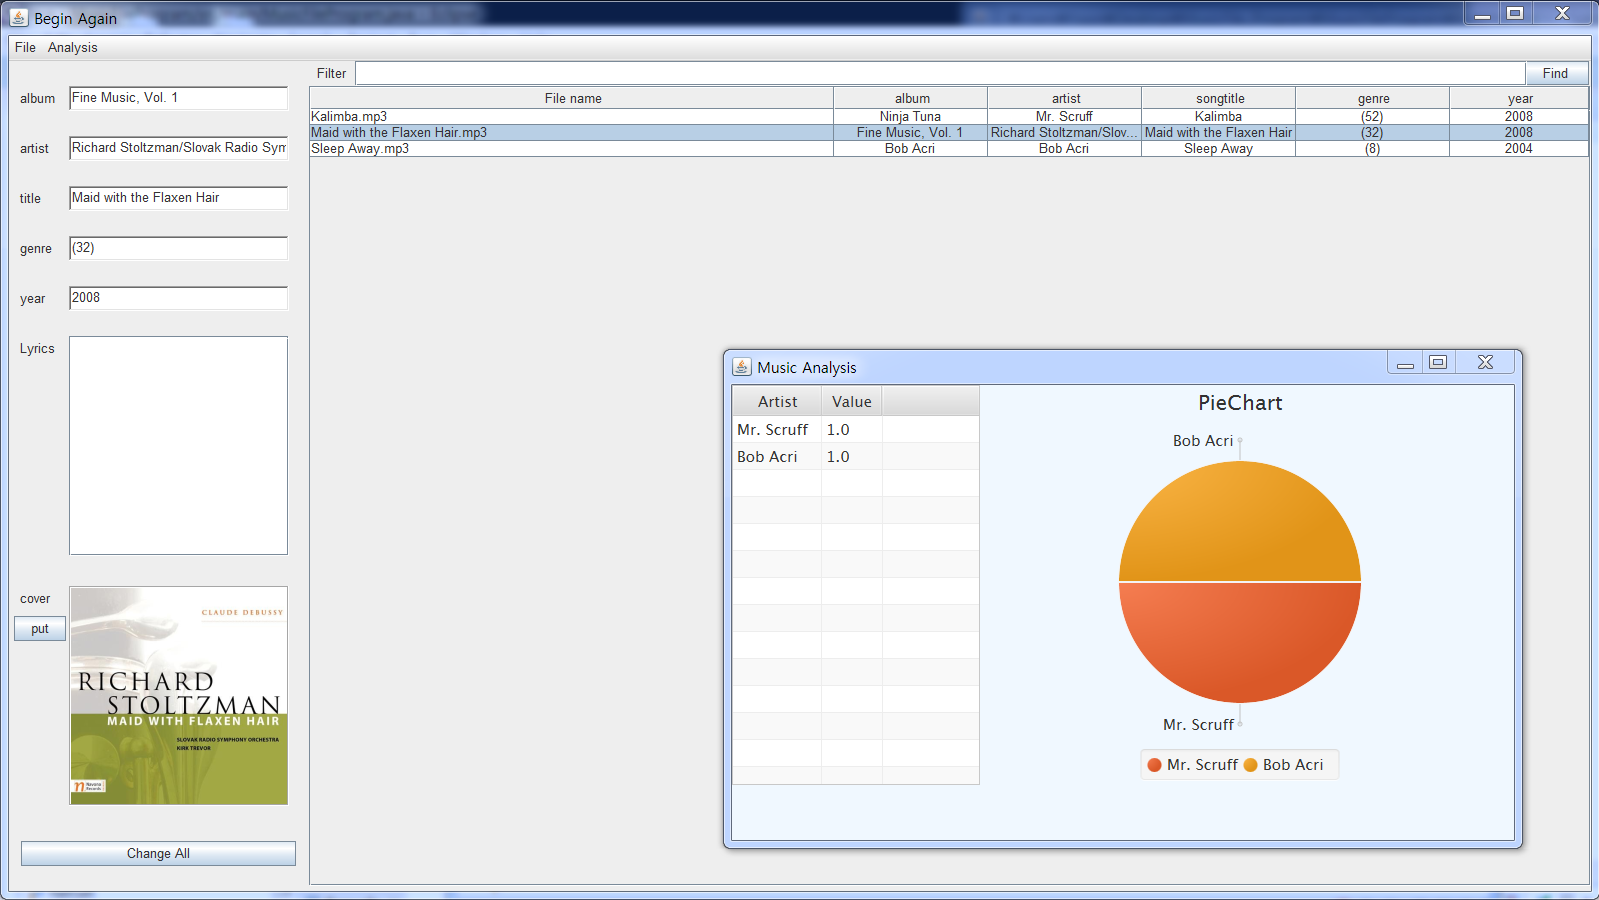 Begin Again
File Analysis
Filter Find
album Fine Music, Vol. 1
artist Richard Stoltzman/Slovak Radio Sym
title Maid with the Flaxen Hair
genre (32)
year 2008
Lyrics
cover
put
CLAUDE DEBUSSY
RICHARD
STOLTZMAN
MAID WITH FLAXEN HAIR
SLOVAK RADIO SYMPHONY ORCHESTRA
KIRK TREVOR
n Navona
Records
Change All
File name album artist songtitle genre year
Kalimba.mp3 Ninja Tuna Mr. Scruff Kalimba (52) 2008
Maid with the Flaxen Hair.mp3 Fine Music, Vol. 1 Richard Stoltzman/Slov... Maid with the Flaxen Hair (32) 2008
Sleep Away.mp3 Bob Acri Bob Acri Sleep Away (8) 2004
Music Analysis
Artist Value
Mr. Scruff 1.0
Bob Acri 1.0
PieChart
Bob Acri
Mr. Scruff
Mr. Scruff Bob Acri